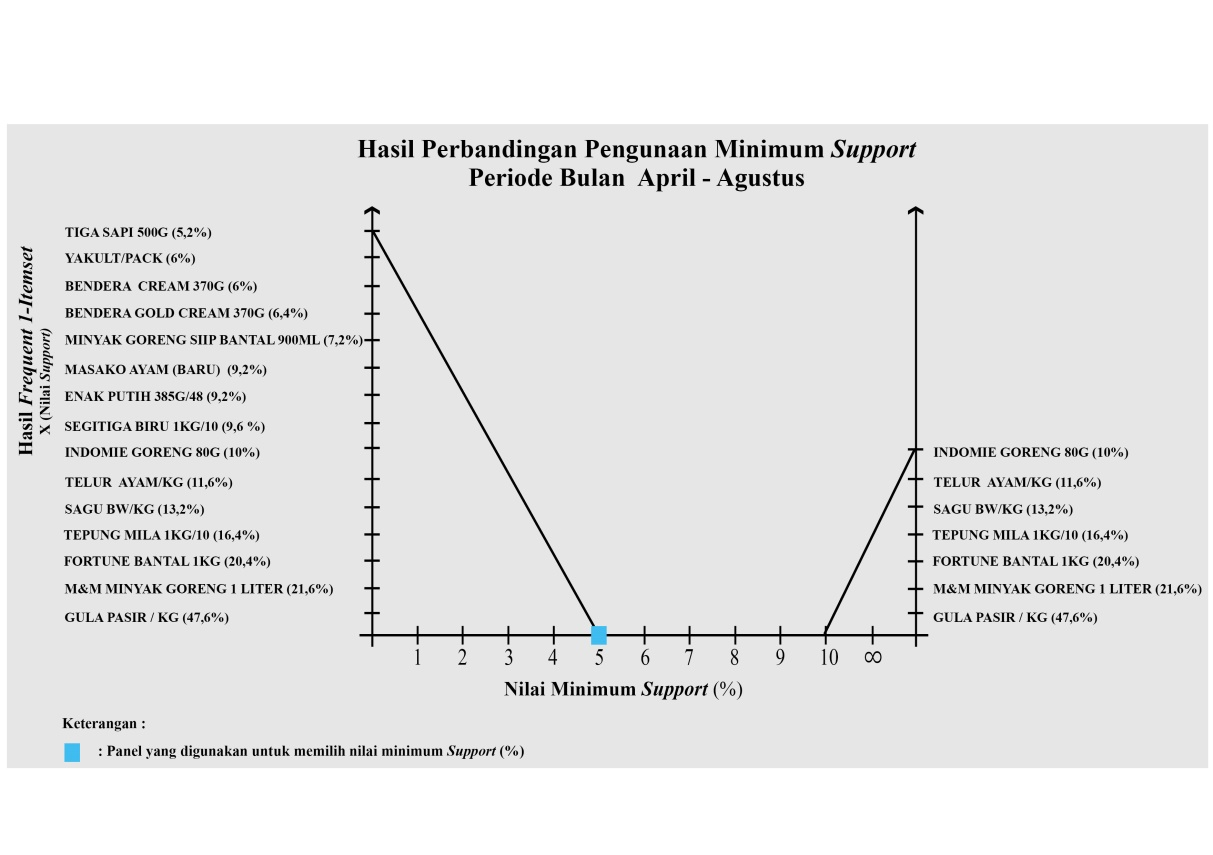 Hasil Perbandingan Pengunaan Minimum Support
Periode Bulan April - Agustus
Hasil Frequent 1-Itemset
X (Nilai Support)
TIGA SAPI 500G (5,2%)
YAKULT/PACK (6%)
BENDERA CREAM 370G (6%)
BENDERA GOLD CREAM 370G (6,4%)
MINYAK GORENG SIIP BANTAL 900ML (7,2%)
MASAKO AYAM (BARU) (9,2%)
ENAK PUTIH 385G/48 (9,2%)
SEGITIGA BIRU 1KG/10 (9,6 %)
INDOMIE GORENG 80G (10%)
TELUR AYAM/KG (11,6%)
SAGU BW/KG (13,2%)
TEPUNG MILA 1KG/10 (16,4%)
FORTUNE BANTAL 1KG (20,4%)
M&M MINYAK GORENG 1 LITER (21,6%)
GULA PASIR / KG (47,6%)
INDOMIE GORENG 80G (10%)
TELUR AYAM/KG (11,6%)
SAGU BW/KG (13,2%)
TEPUNG MILA 1KG/10 (16,4%)
FORTUNE BANTAL 1KG (20,4%)
M&M MINYAK GORENG 1 LITER (21,6%)
GULA PASIR / KG (47,6%)
1 2 3 4 5 6 7 8 9 10 ∞
Nilai Minimum Support (%)
Keterangan :
: Panel yang digunakan untuk memilih nilai minimum Support (%)